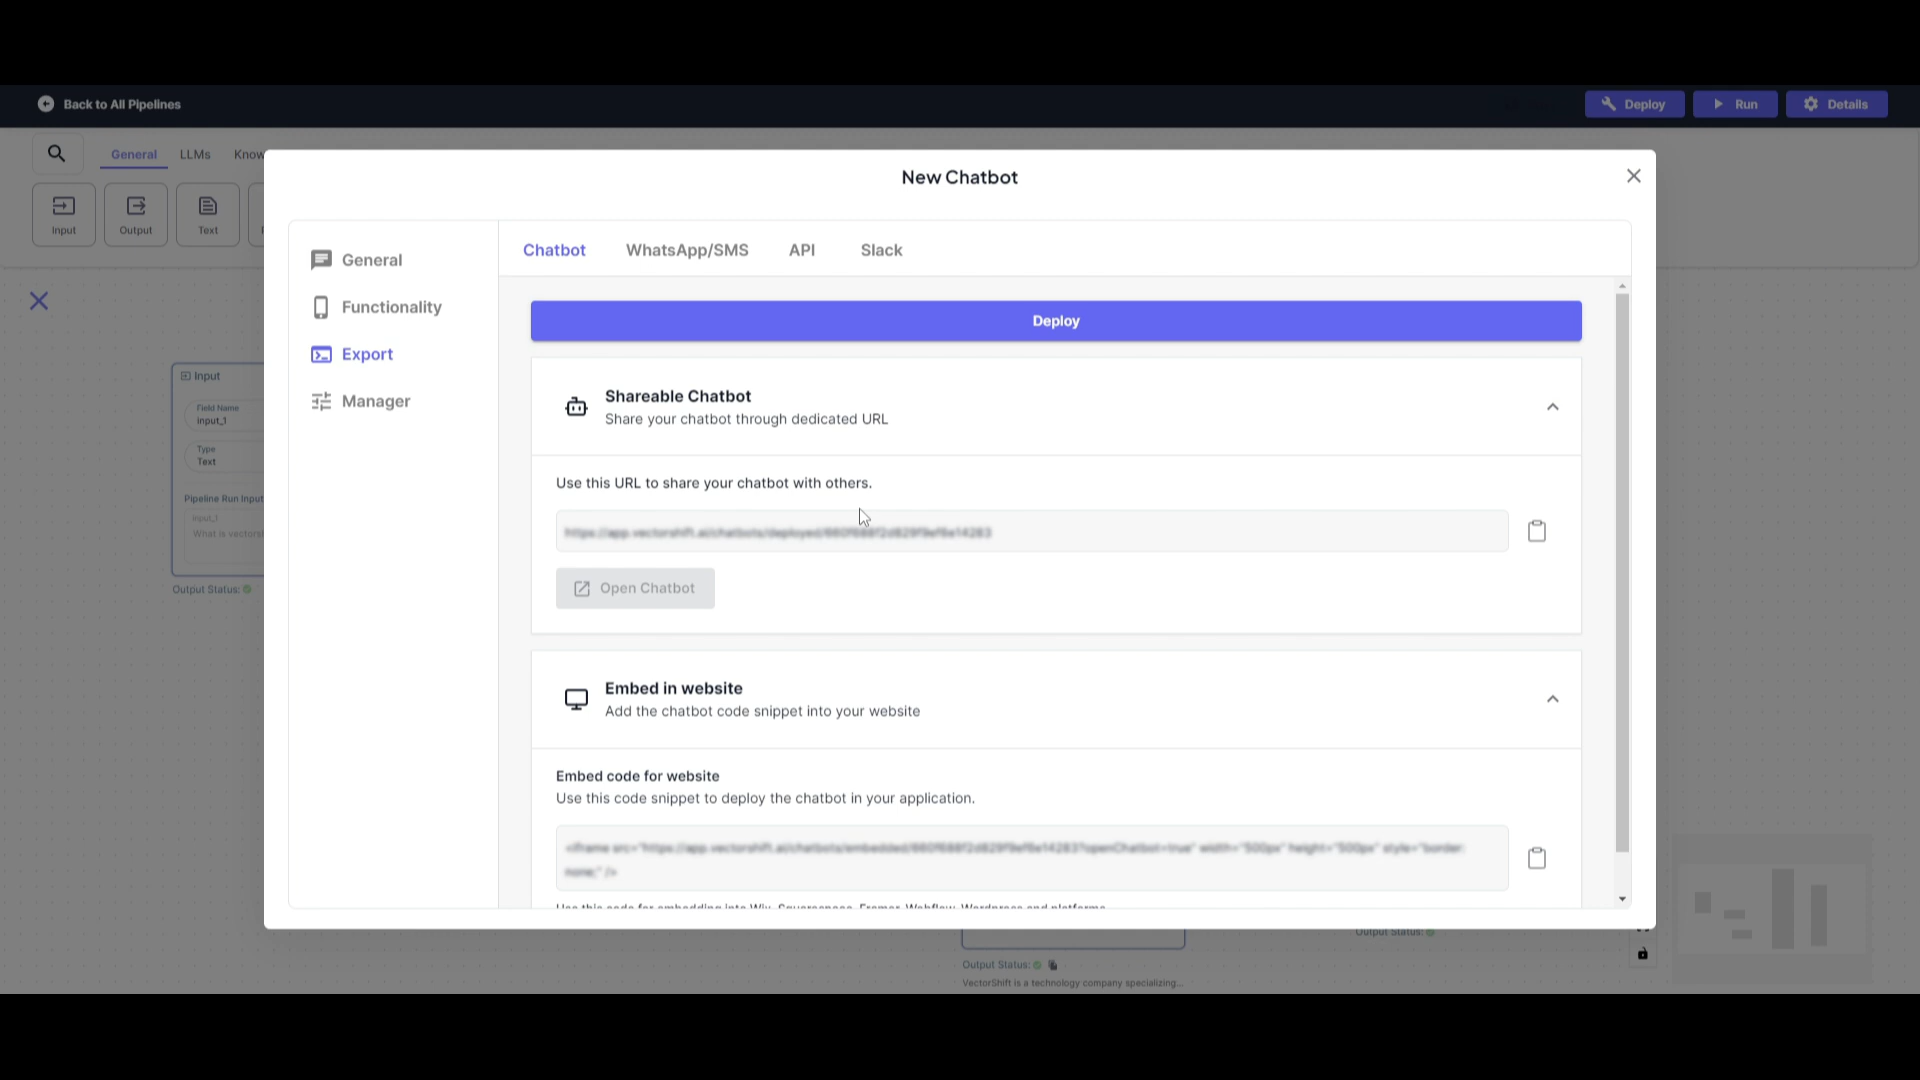 Back to All Pipelines
Deploy
Run
Details
General
LLMs
Know
Input
Output
Text
New Chatbot
General
Functionality
Export
Manager
Chatbot
WhatsApp/SMS
API
Slack
Deploy
Shareable Chatbot
Share your chatbot through dedicated URL
Use this URL to share your chatbot with others.
Open Chatbot
Embed in website
Add the chatbot code snippet into your website
Embed code for website
Use this code snippet to deploy the chatbot in your application.
Input
Field Name
input_1
Type
Text
Pipeline Run Input
input_1
What is vectorsh
Output Status:
Output Status:
Output Status:
VectorShift is a technology company specializing...